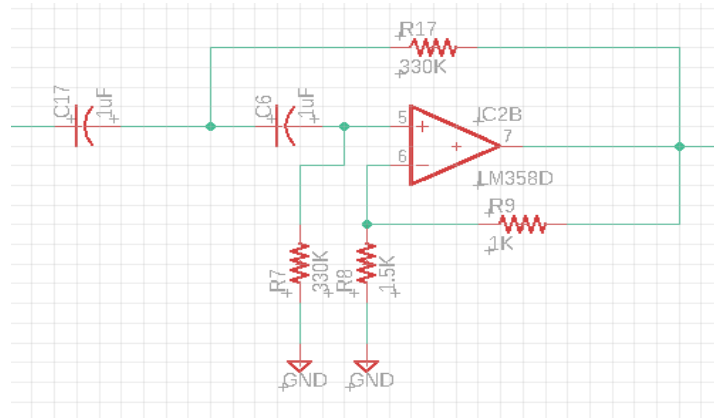 R17
330K
C17
1uF
C6
1uF
5
IC2B
7
6
LM358D
R9
1K
R7
330K
R8
1.5K
GND
GND